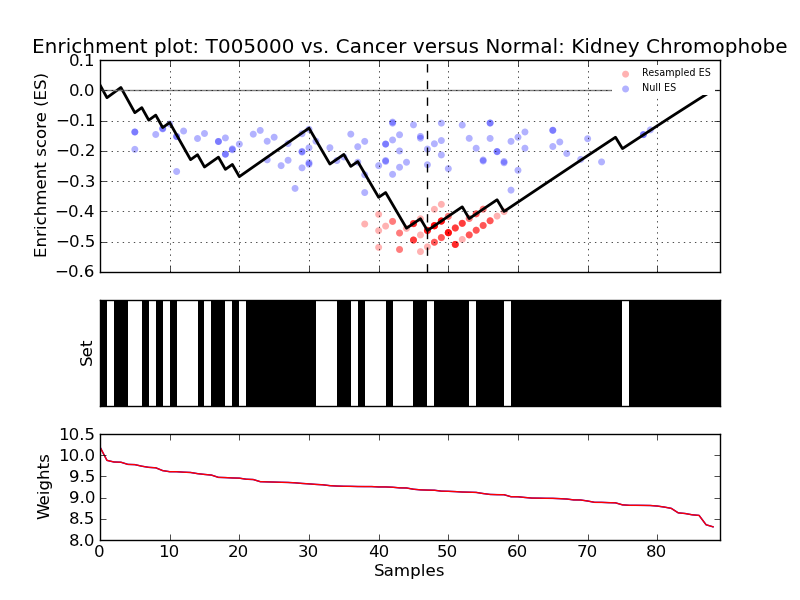 Enrichment plot: T005000 vs. Cancer versus Normal: Kidney Chromophobe
Enrichment score (ES)
0.1
0.0
−0.1
−0.2
−0.3
−0.4
−0.5
−0.6
Resampled ES
Null ES
Set
Weights
10.5
10.0
9.5
9.0
8.5
8.0
0 10 20 30 40 50 60 70 80
Samples